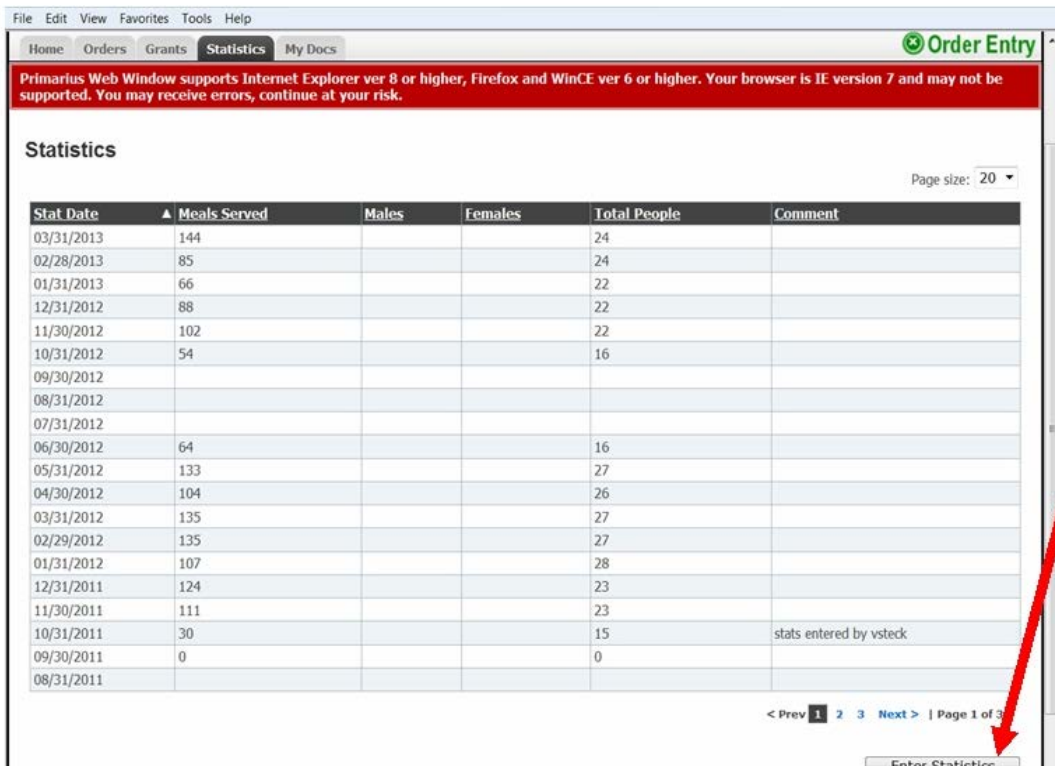 File Edit View Favorites Tools Help
Home Orders Grants Statistics My Docs Order Entry
Primarius Web Window supports Internet Explorer ver 8 or higher, Firefox and WinCE ver 6 or higher. Your browser is IE version 7 and may not be
supported. You may receive errors, continue at your risk.
Statistics
Page size: 20
Stat Date Meals Served Males Females Total People Comment
03/31/2013 144 24
02/28/2013 85 24
01/31/2013 66 22
12/31/2012 88 22
11/30/2012 102 22
10/31/2012 54 16
09/30/2012
08/31/2012
07/31/2012
06/30/2012 64 16
05/31/2012 133 27
04/30/2012 104 26
03/31/2012 135 27
02/29/2012 135 27
01/31/2012 107 28
12/31/2011 124 23
11/30/2011 111 23
10/31/2011 30 15 stats entered by vsteck
09/30/2011 0 0
08/31/2011
< Prev 1 2 3 Next > | Page 1 of 3
Enter Statistics